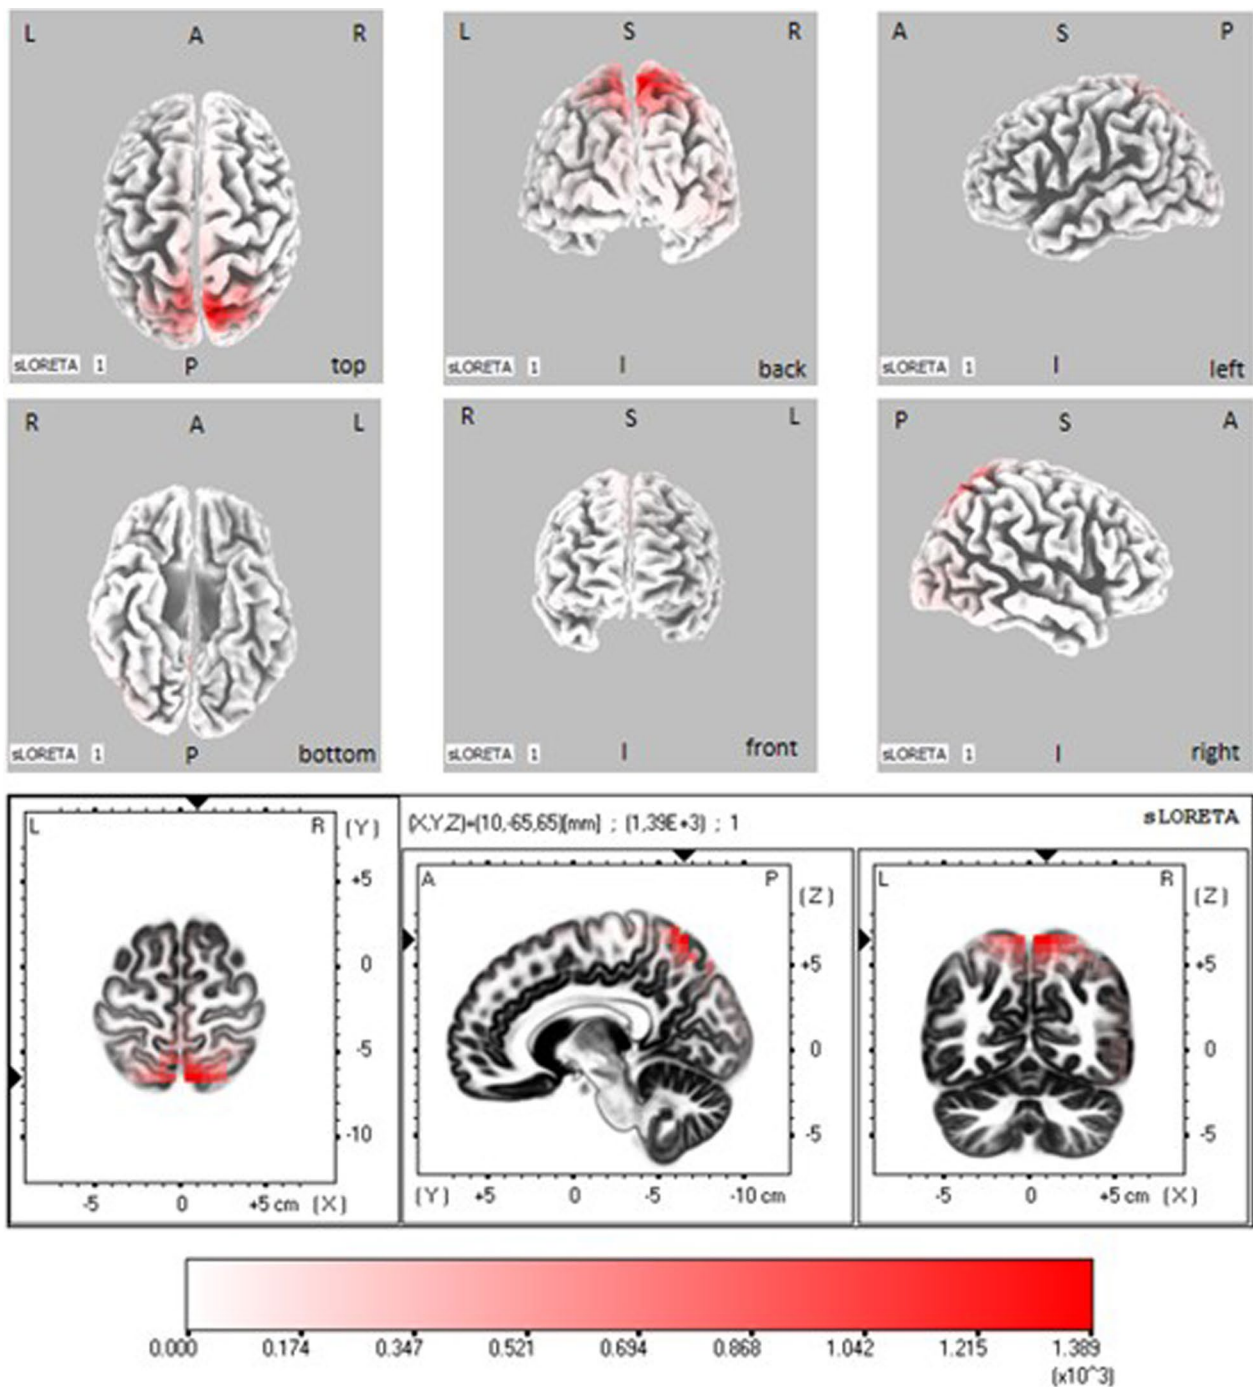 L A R
sLORETA 1 P top
L S R
sLORETA 1 I back
A S P
sLORETA 1 I left
R A L
sLORETA 1 P bottom
R S L
sLORETA 1 I front
P S A
sLORETA 1 I right
(X,Y,Z)=(10,-65,65)[mm] ; (1,39E+3) ; 1
sLORETA
L R (Y)
+5
0
-5
-10
-5 0 +5 cm (X)
A P (Z)
+5
0
-5
(Y) +5 0 -5 -10 cm
L R (Z)
+5
0
-5
-5 0 +5 cm (X)
0.000 0.174 0.347 0.521 0.694 0.868 1.042 1.215 1.389
(x10^3)